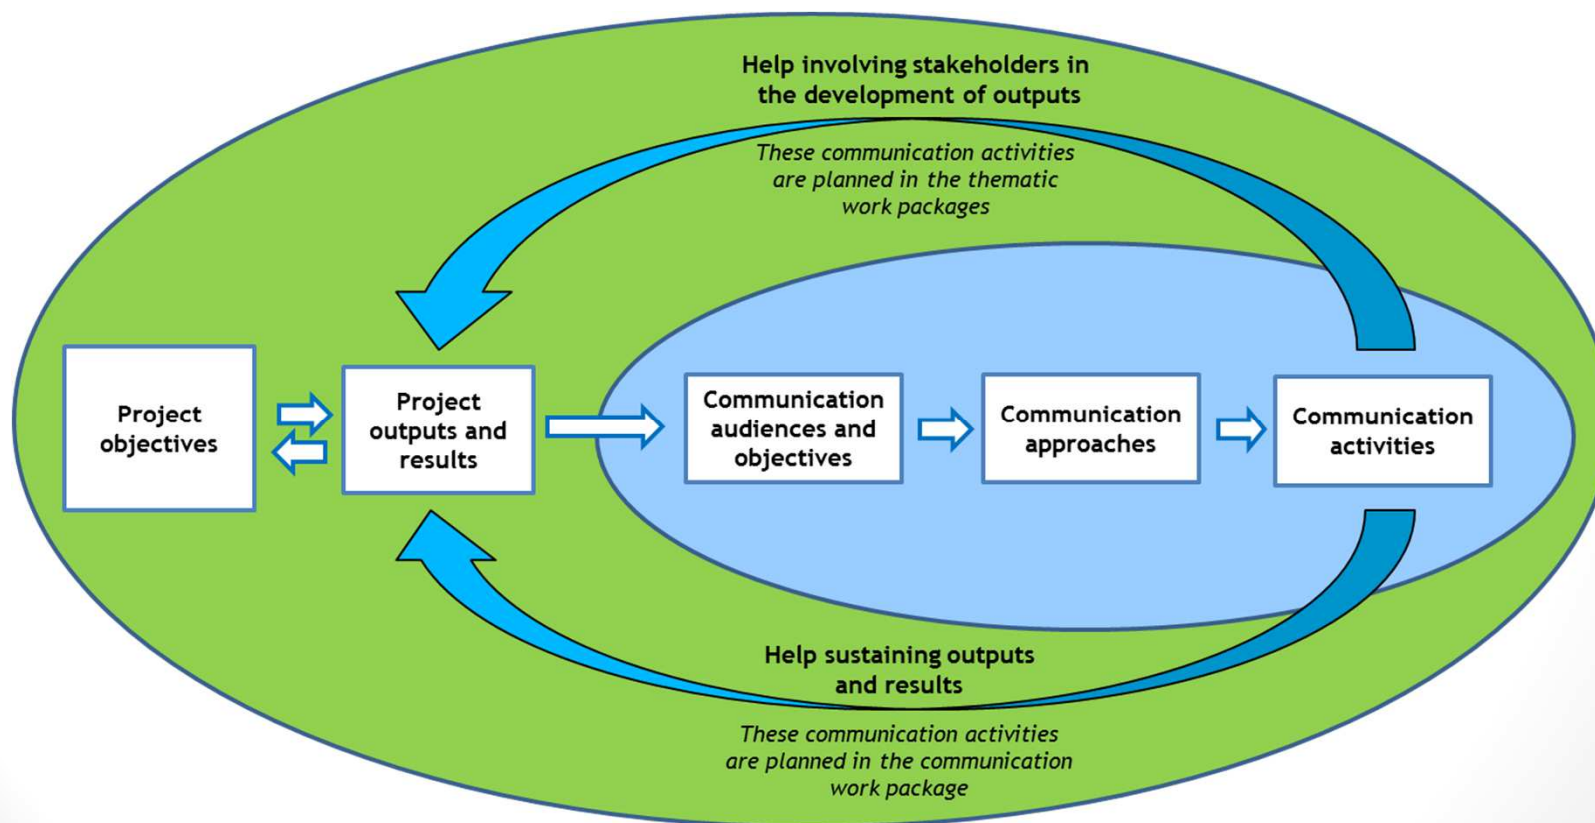 Help involving stakeholders in
the development of outputs
These communication activities
are planned in the thematic
work packages
Project
objectives
Project
outputs and
results
Communication
audiences and
objectives
Communication
approaches
Communication
activities
Help sustaining outputs
and results
These communication activities
are planned in the communication
work package